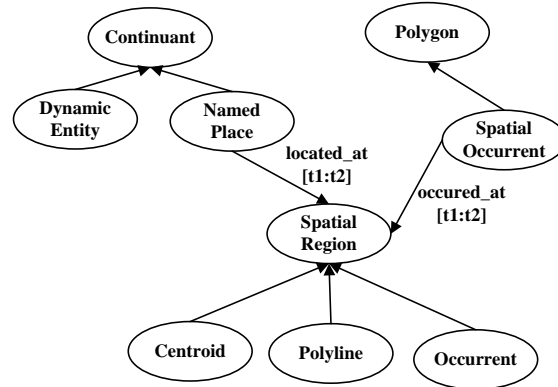 Continuant
Polygon
Dynamic
Entity
Named
Place
Spatial
Occurrent
located_at
[t1:t2]
occured_at
[t1:t2]
Spatial
Region
Centroid
Polyline
Occurrent